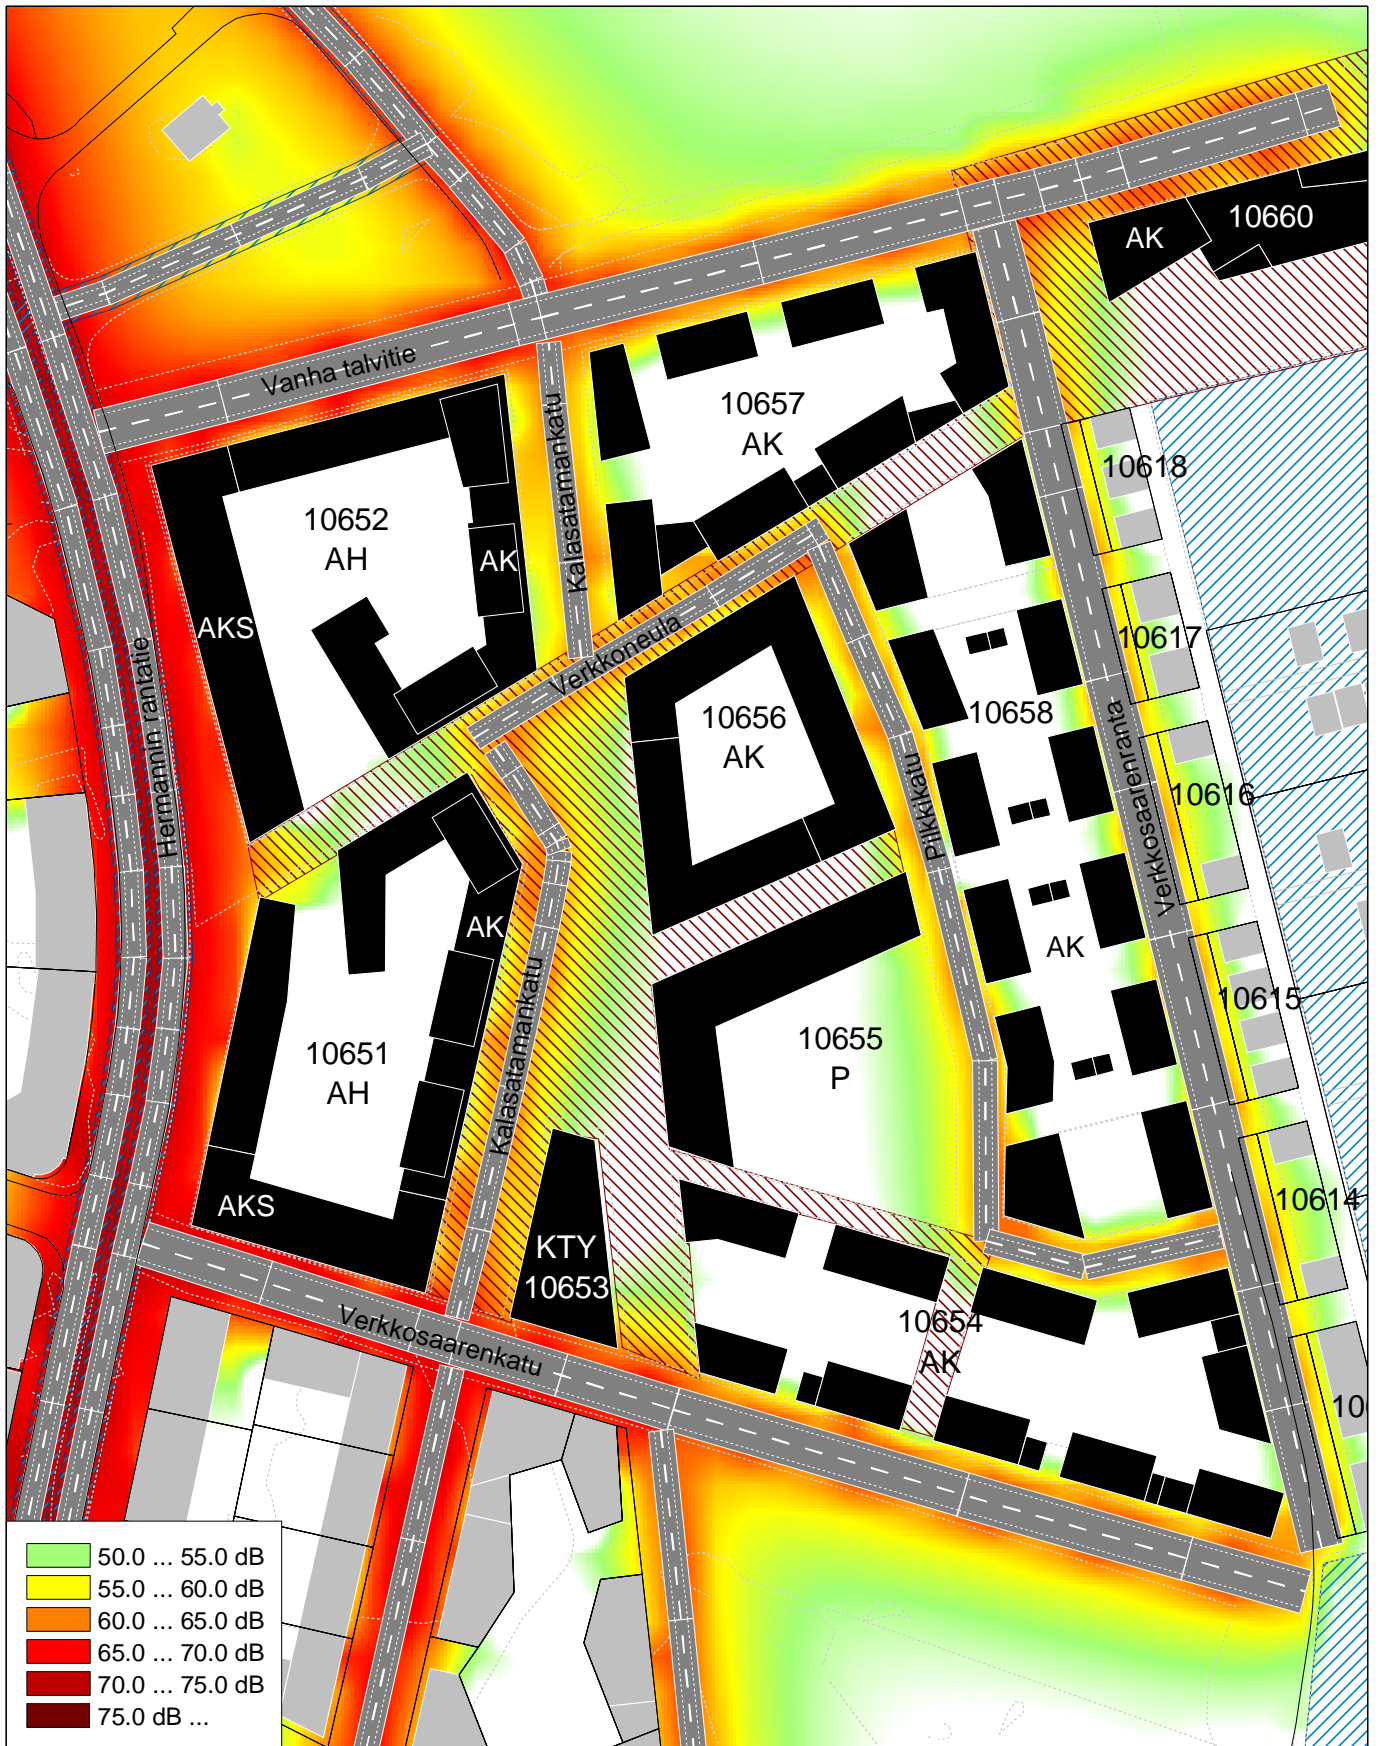 AK
10660
Vanha talvitie
Kalasatamankatu
10657
AK
10618
10652
AH
AK
AKS
Verkkoneula
10617
Hermannin rantatie
10656
AK
10658
Piikkikatu
Verkkosaarenranta
10616
AK
AK
10615
Kalasatamankatu
10651
AH
10655
P
AKS
10614
KTY
10653
Verkkosaarenkatu
10654
AK
50.0 ... 55.0 dB
55.0 ... 60.0 dB
60.0 ... 65.0 dB
65.0 ... 70.0 dB
70.0 ... 75.0 dB
75.0 dB ...